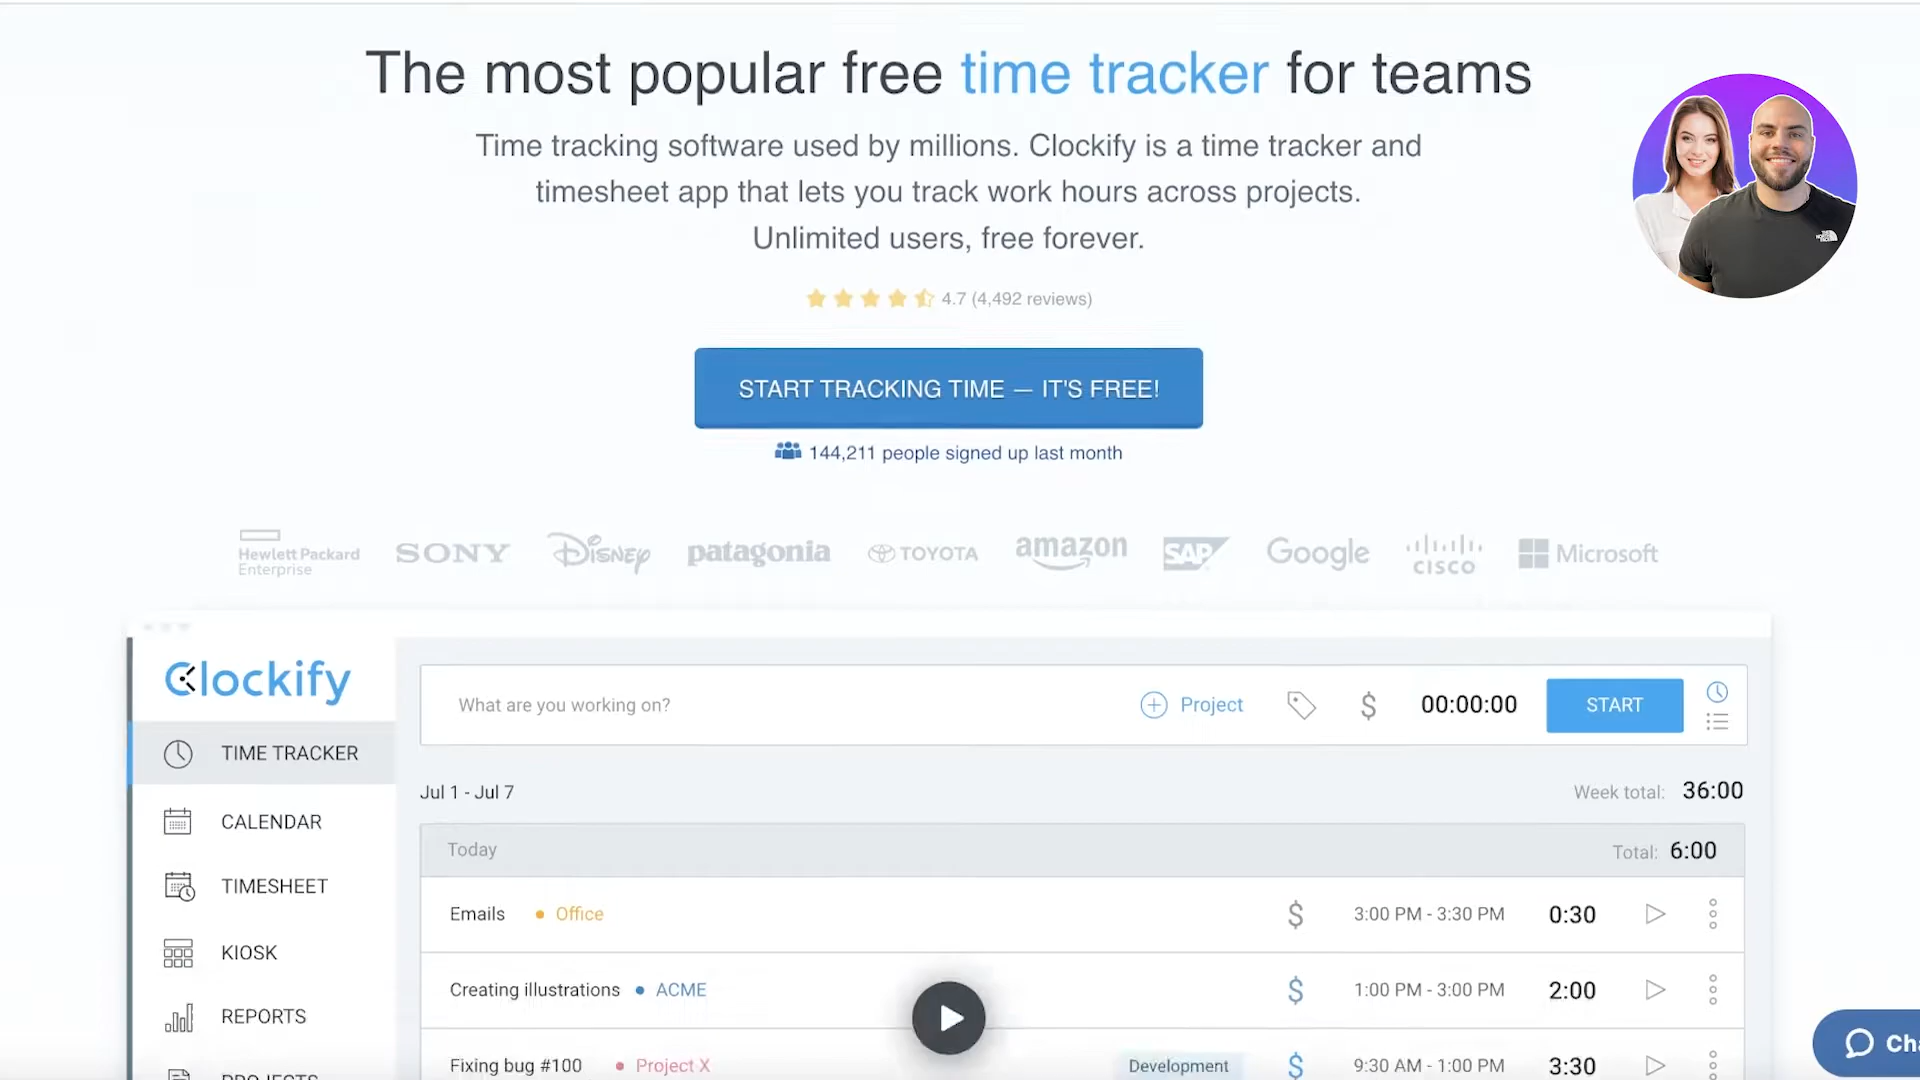 The most popular free time tracker for teams
Time tracking software used by millions. Clockify is a time tracker and
timesheet app that lets you track work hours across projects.
Unlimited users, free forever.
4.7 (4,492 reviews)
START TRACKING TIME — IT'S FREE!
144,211 people signed up last month
Hewlett Packard
Enterprise
SONY
Disney
patagonia
TOYOTA
amazon
SAP
Google
CISCO
Microsoft
Clockify
What are you working on?
Project
$
00:00:00
START
TIME TRACKER
Jul 1 - Jul 7
Week total: 36:00
CALENDAR
Today
Total: 6:00
TIMESHEET
Emails
Office
$
3:00 PM - 3:30 PM
0:30
KIOSK
Creating illustrations
ACME
$
1:00 PM - 3:00 PM
2:00
REPORTS
Fixing bug #100
Project X
Development
$
9:30 AM - 1:00 PM
3:30
PROJECTS